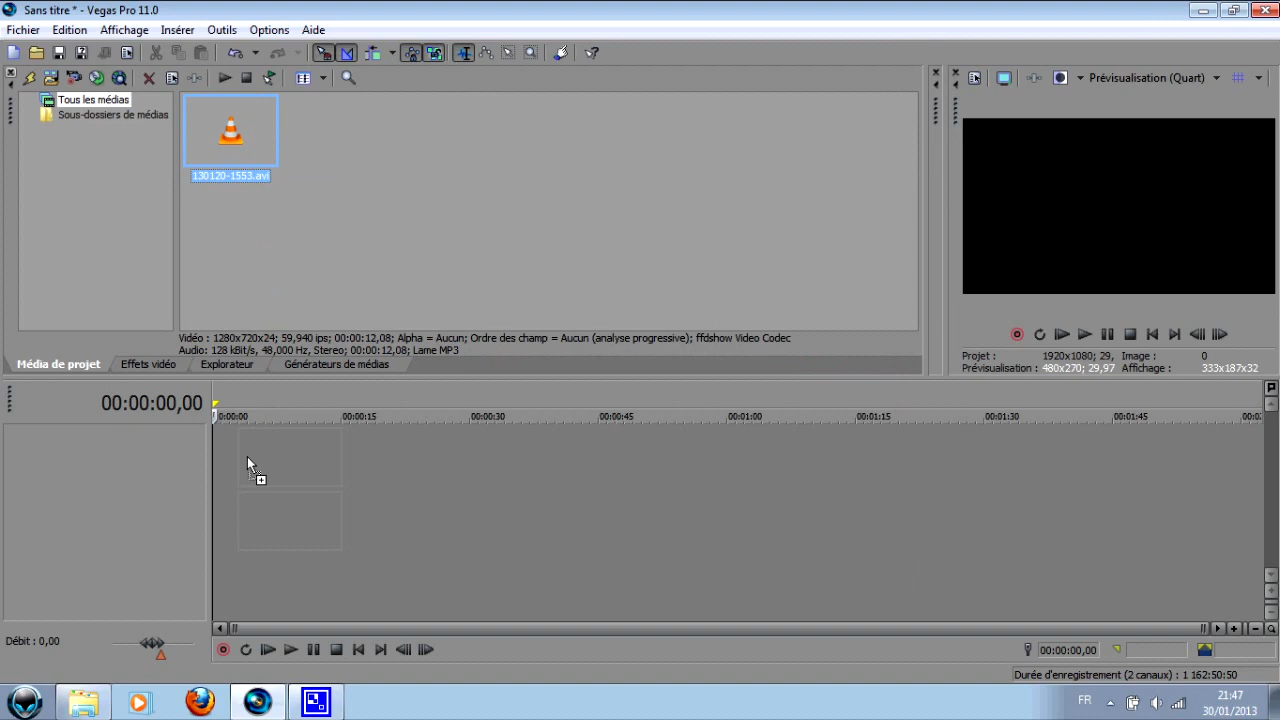 Sans titre * - Vegas Pro 11.0
Fichier Edition Affichage Insérer Outils Options Aide
Tous les médias
Sous-dossiers de médias
130120-1553.avi
Prévisualisation (Quart)
Vidéo : 1280x720x24; 59,940 ips; 00:00:12,08; Alpha = Aucun; Ordre des champ = Aucun (analyse progressive); ffdshow Video Codec
Audio: 128 kBit/s, 48,000 Hz, Stereo; 00:00:12,08; Lame MP3
Média de projet Effets vidéo Explorateur Générateurs de médias
Projet : 1920x1080; 29, Image : 0
Prévisualisation : 480x270; 29,97 Affichage : 333x187x32
00:00:00,00
0:00:00 00:00:15 00:00:30 00:00:45 00:01:00 00:01:15 00:01:30 00:01:45
Débit : 0,00
00:00:00,00
Durée d'enregistrement (2 canaux) : 1 162:50:50
FR
21:47
30/01/2013